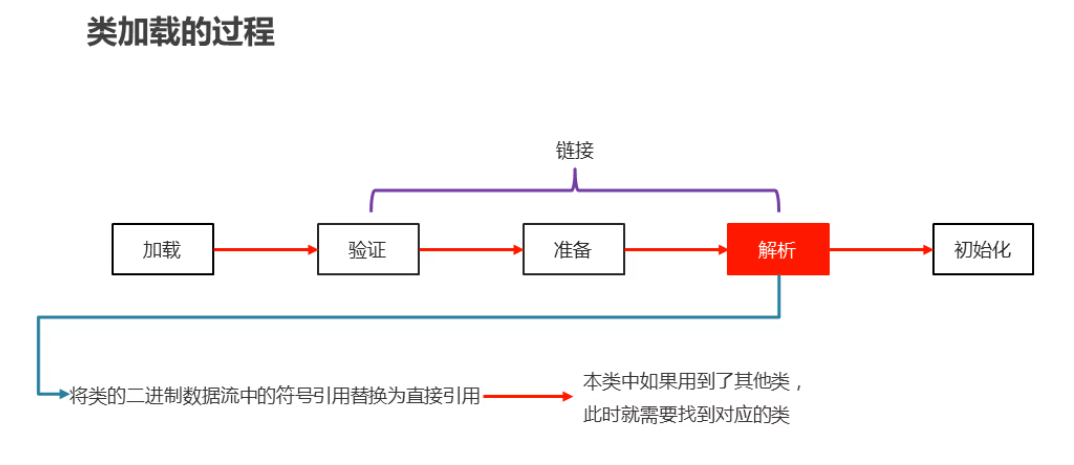 类加载的过程
链接
加载
验证
准备
解析
初始化
将类的二进制数据流中的符号引用替换为直接引用
本类中如果用到了其他类，
此时就需要找到对应的类